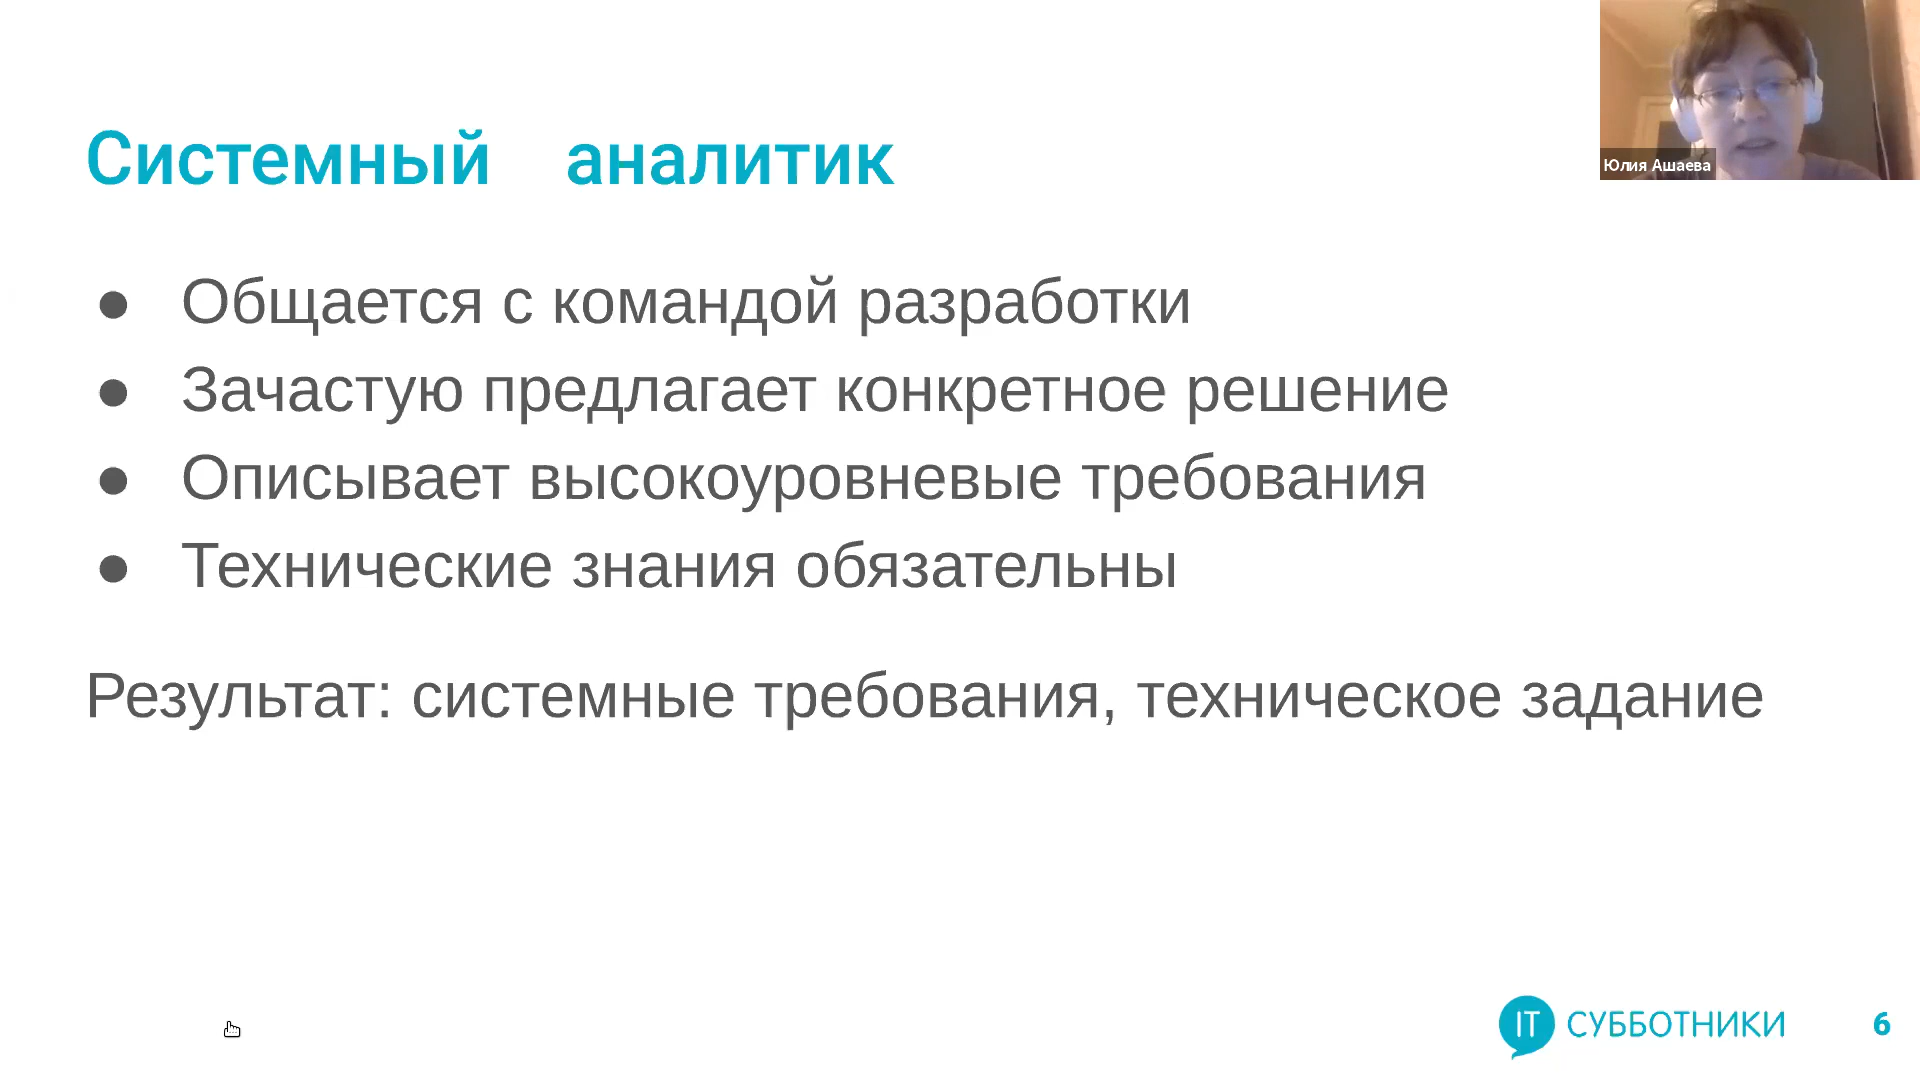 Системный аналитик
Юлия Ашаева
● Общается с командой разработки
● Зачастую предлагает конкретное решение
● Описывает высокоуровневые требования
● Технические знания обязательны
Результат: системные требования, техническое задание
IT СУББОТНИКИ
6